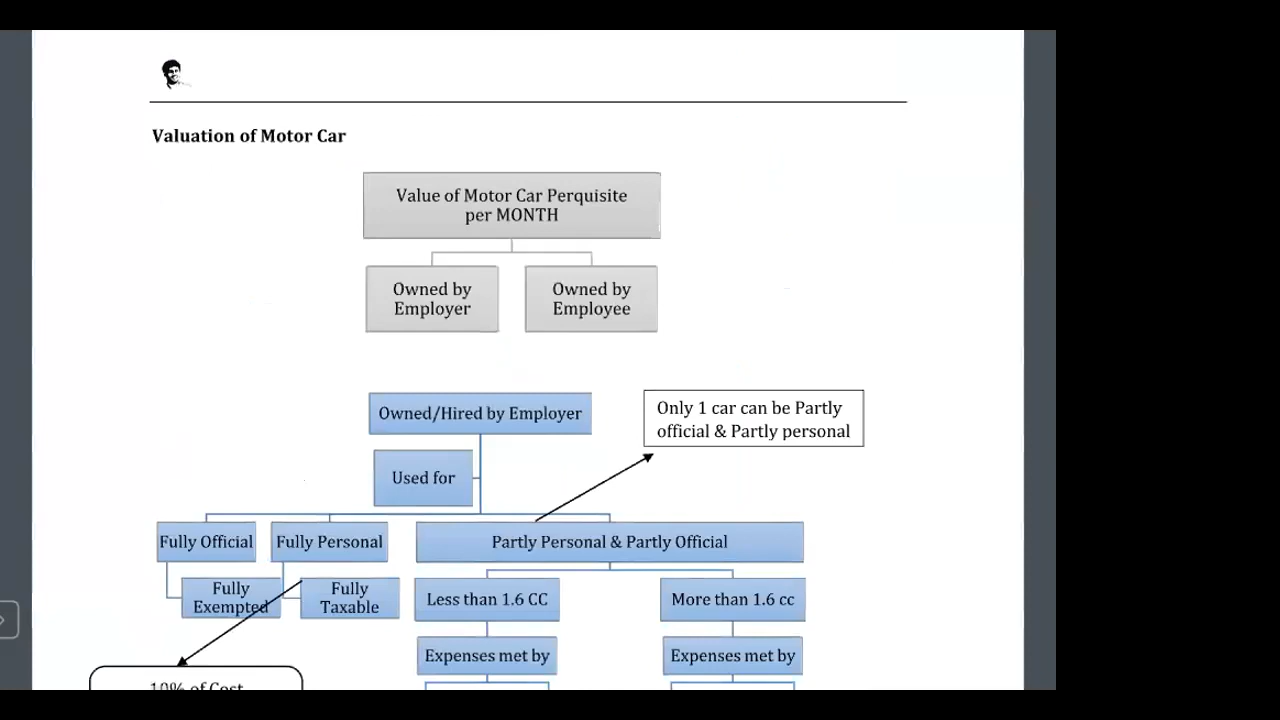 Valuation of Motor Car
Value of Motor Car Perquisite
per MONTH
Owned by
Employer
Owned by
Employee
Owned/Hired by Employer
Only 1 car can be Partly
official & Partly personal
Used for
Fully Official
Fully Personal
Partly Personal & Partly Official
Fully
Exempted
Fully
Taxable
Less than 1.6 CC
More than 1.6 cc
Expenses met by
Expenses met by
10% of Cost